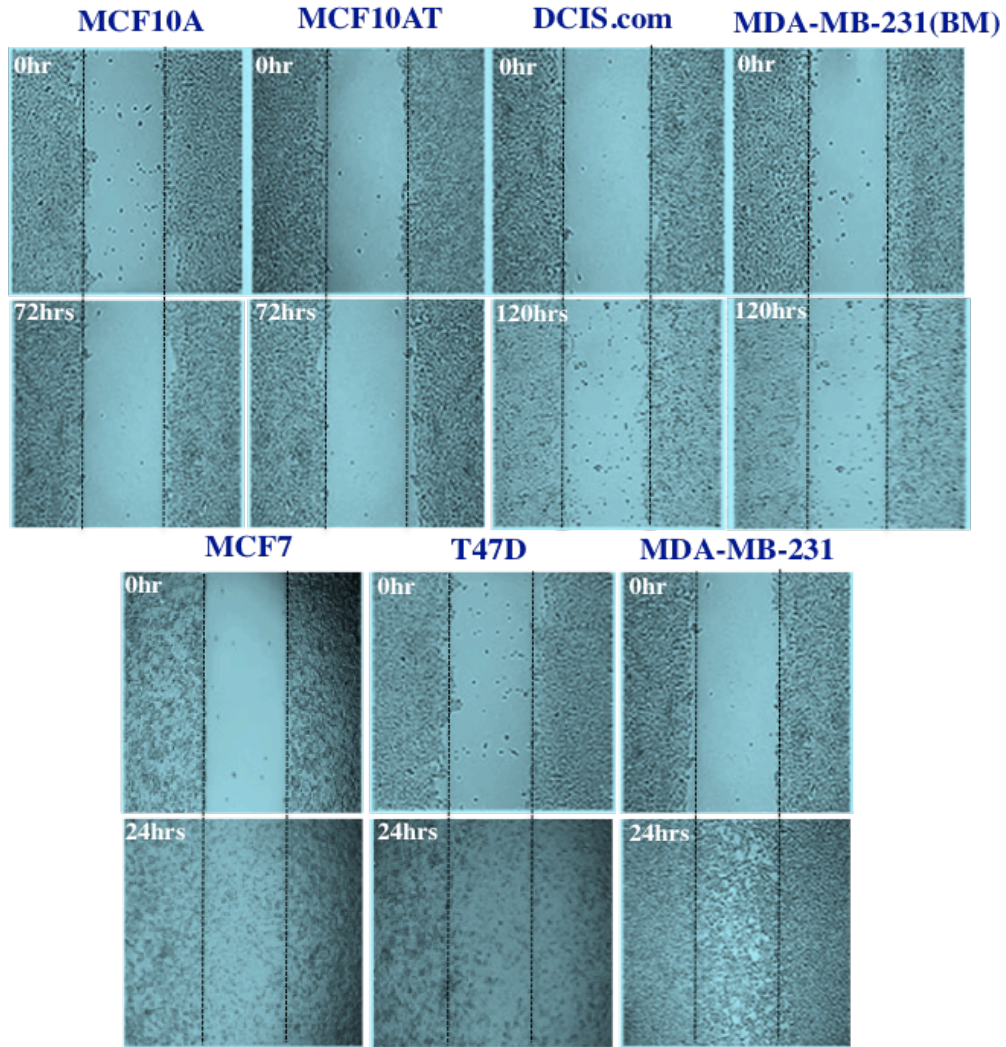 MCF10A MCF10AT DCIS.com MDA-MB-231(BM)
0hr 0hr 0hr 0hr
72hrs 72hrs 120hrs 120hrs
MCF7 T47D MDA-MB-231
0hr 0hr 0hr
24hrs 24hrs 24hrs